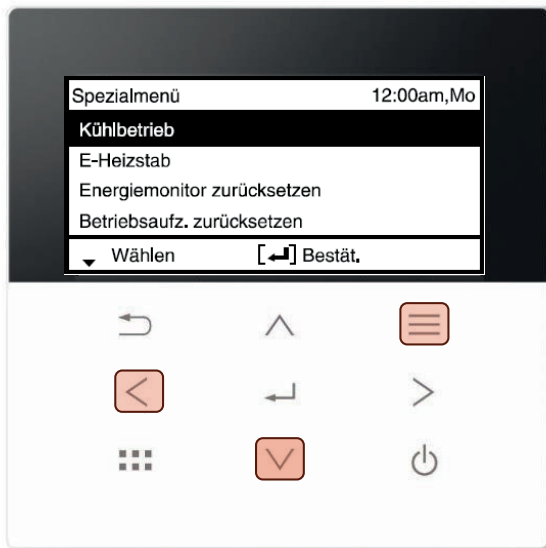 Spezialmenü 12:00am,Mo
Kühlbetrieb
E-Heizstab
Energiemonitor zurücksetzen
Betriebsaufz. zurücksetzen
Wählen [↵] Bestät.